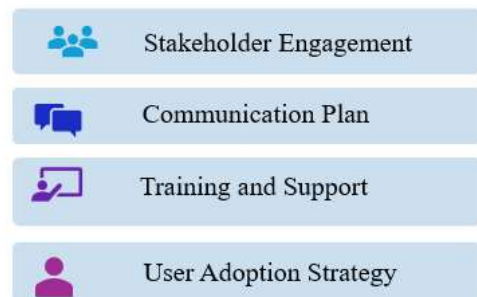 Stakeholder Engagement
Communication Plan
Training and Support
User Adoption Strategy